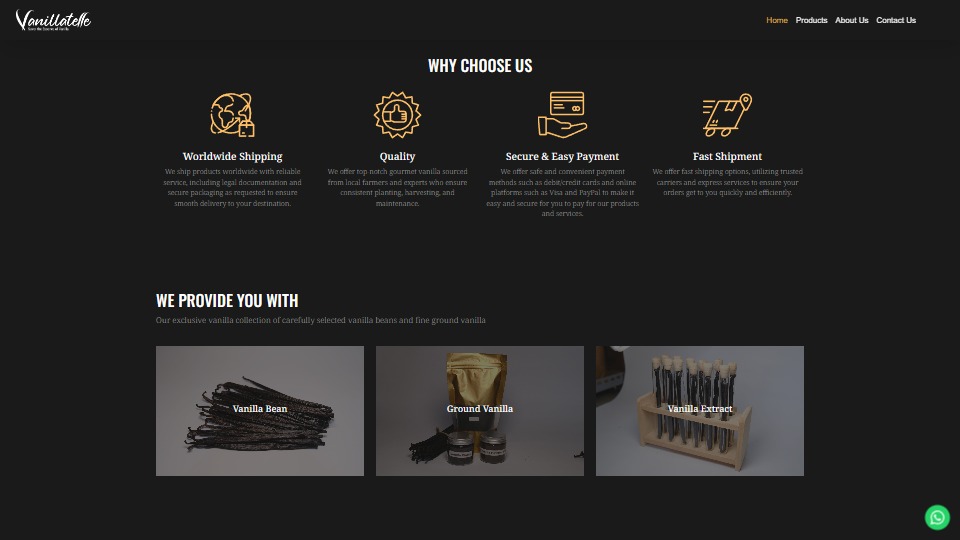 Vanillatelle
Home Products About Us Contact Us
WHY CHOOSE US
Worldwide Shipping
We ship products worldwide with reliable
service, including legal documentation and
secure packaging as requested to ensure
smooth delivery to your destination.
Quality
We offer top notch gourmet vanilla sourced
from local farmers and experts who ensure
consistent planting, harvesting, and
maintenance.
Secure & Easy Payment
We offer safe and convenient payment
methods such as debit/credit cards and online
platforms such as Visa and PayPal to make it
easy and secure for you to pay for our products
and services.
Fast Shipment
We offer fast shipping options, utilizing trusted
carriers and express services to ensure your
orders get to you quickly and efficiently.
WE PROVIDE YOU WITH
Our exclusive vanilla collection of carefully selected vanilla beans and fine ground vanilla
Vanilla Bean
Ground Vanilla
Vanilla Extract